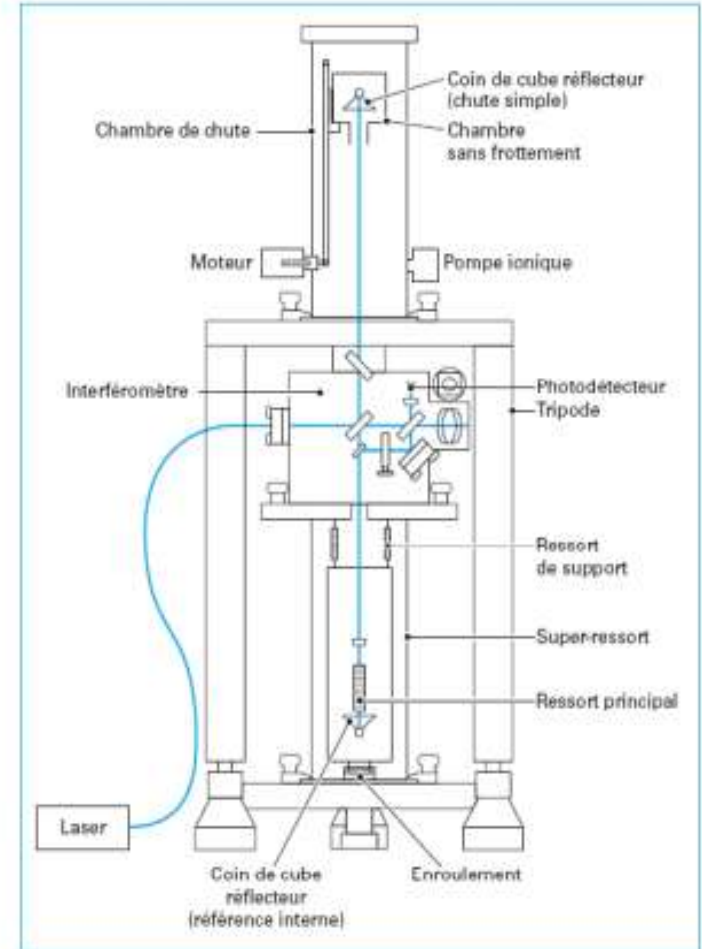 Coin de cube réflecteur
(chute simple)
Chambre de chute
Chambre
sans frottement
Moteur
Pompe ionique
Interféromètre
Photodétecteur
Tripode
Ressort
de support
Super-ressort
Ressort principal
Laser
Coin de cube
réflecteur
(référence interne)
Enroulement